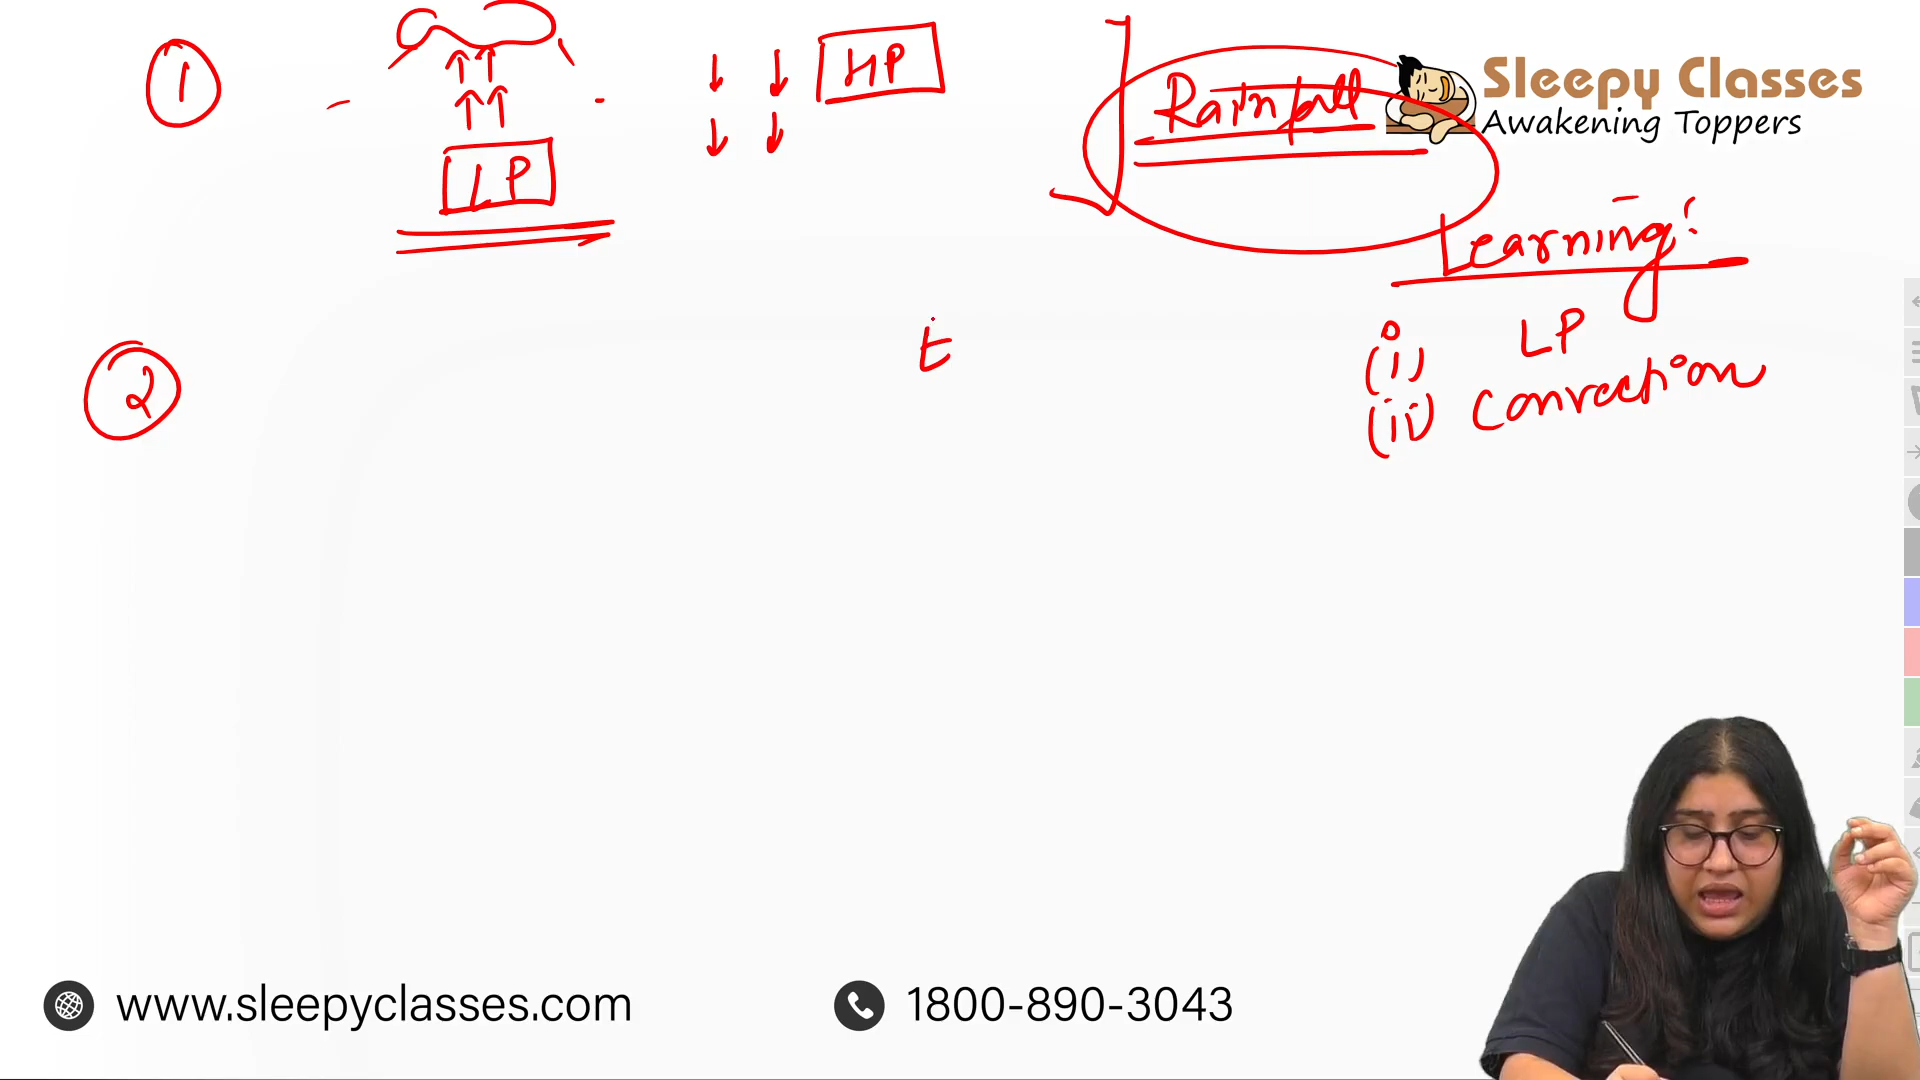 1
HP
Rainfall
LP
Sleepy Classes
Awakening Toppers
Learning:
2
t
(i) LP
(ii) Convection
www.sleepyclasses.com
1800-890-3043